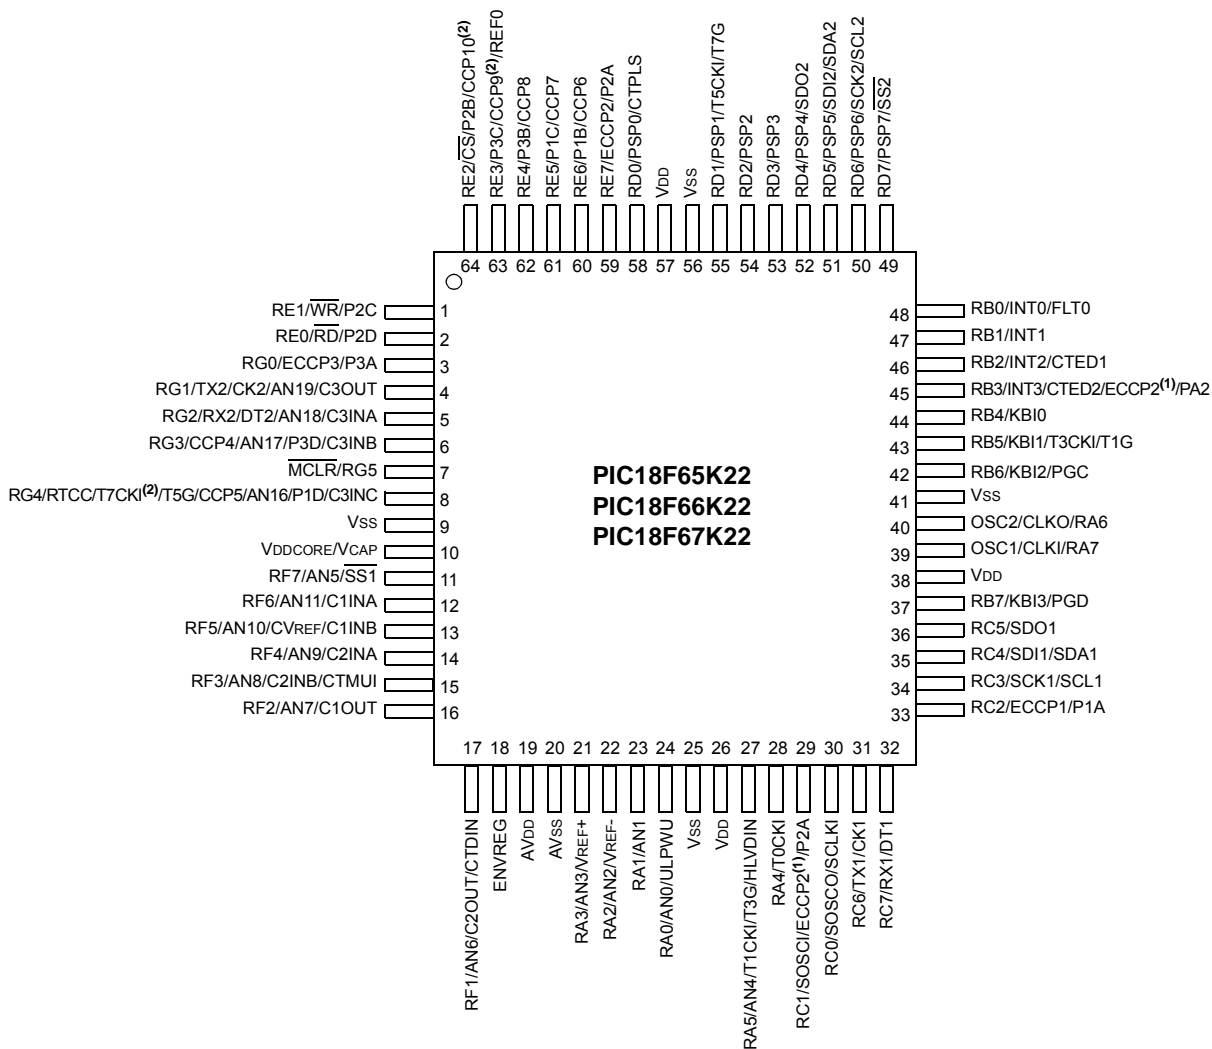 RE2/CS/P2B/CCP10(2)
RE3/P3C/CCP9(2)/REF0
RE4/P3B/CCP8
RE5/P1C/CCP7
RE6/P1B/CCP6
RE7/ECCP2/P2A
RD0/PSP0/CTPLS
VDD
VSS
RD1/PSP1/T5CKI/T7G
RD2/PSP2
RD3/PSP3
RD4/PSP4/SDO2
RD5/PSP5/SDI2/SDA2
RD6/PSP6/SCK2/SCL2
RD7/PSP7/SS2
64 63 62 61 60 59 58 57 56 55 54 53 52 51 50 49
RE1/WR/P2C 1
RE0/RD/P2D 2
RG0/ECCP3/P3A 3
RG1/TX2/CK2/AN19/C3OUT 4
RG2/RX2/DT2/AN18/C3INA 5
RG3/CCP4/AN17/P3D/C3INB 6
MCLR/RG5 7
RG4/RTCC/T7CKI(2)/T5G/CCP5/AN16/P1D/C3INC 8
VSS 9
VDDCORE/VCAP 10
RF7/AN5/SS1 11
RF6/AN11/C1INA 12
RF5/AN10/CVREF/C1INB 13
RF4/AN9/C2INA 14
RF3/AN8/C2INB/CTMUI 15
RF2/AN7/C1OUT 16
PIC18F65K22
PIC18F66K22
PIC18F67K22
48 RB0/INT0/FLT0
47 RB1/INT1
46 RB2/INT2/CTED1
45 RB3/INT3/CTED2/ECCP2(1)/PA2
44 RB4/KBI0
43 RB5/KBI1/T3CKI/T1G
42 RB6/KBI2/PGC
41 VSS
40 OSC2/CLKO/RA6
39 OSC1/CLKI/RA7
38 VDD
37 RB7/KBI3/PGD
36 RC5/SDO1
35 RC4/SDI1/SDA1
34 RC3/SCK1/SCL1
33 RC2/ECCP1/P1A
17 18 19 20 21 22 23 24 25 26 27 28 29 30 31 32
RF1/AN6/C2OUT/CTDIN
ENVREG
AVDD
AVSS
RA3/AN3/VREF+
RA2/AN2/VREF-
RA1/AN1
RA0/AN0/ULPWU
VSS
VDD
RA5/AN4/T1CKI/T3G/HLVDIN
RA4/T0CKI
RC1/SOSCI/ECCP2(1)/P2A
RC0/SOSCO/SCLKI
RC6/TX1/CK1
RC7/RX1/DT1